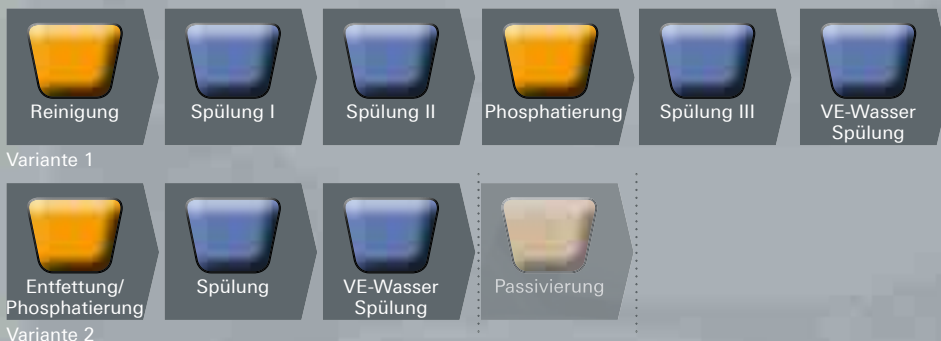 Reinigung
Spülung I
Spülung II
Phosphatierung
Spülung III
VE-Wasser
Spülung
Variante 1
Entfettung/
Phosphatierung
Spülung
VE-Wasser
Spülung
Passivierung
Variante 2